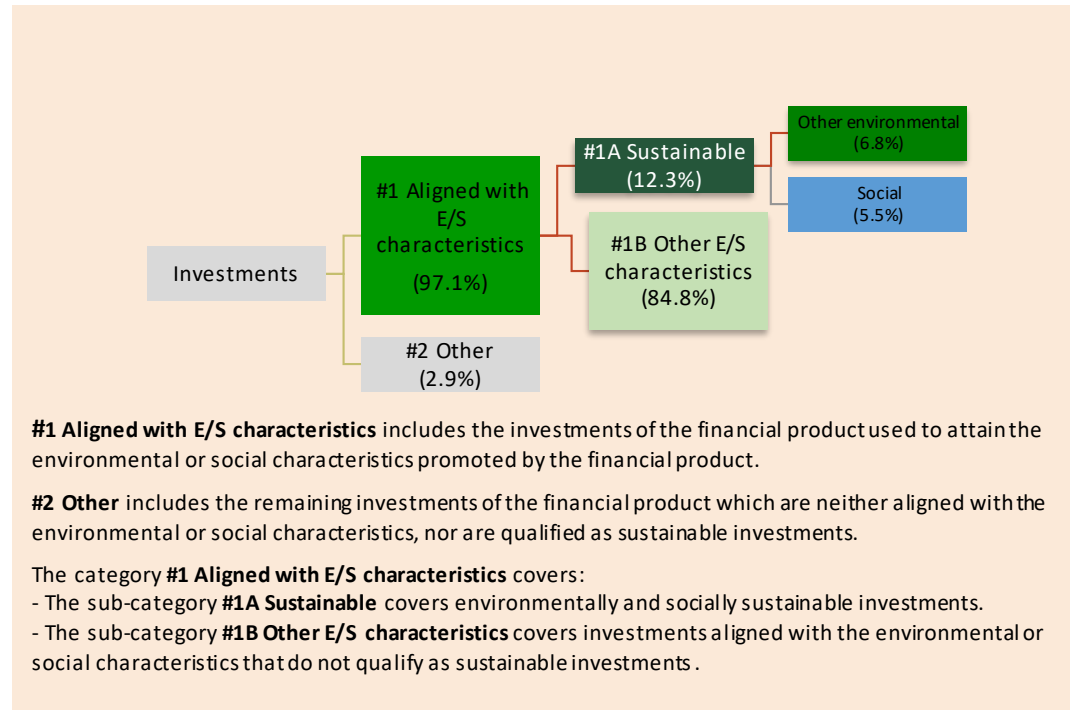 Investments
#1 Aligned with
E/S
characteristics
(97.1%)
#2 Other
(2.9%)
#1A Sustainable
(12.3%)
#1B Other E/S
characteristics
(84.8%)
Other environmental
(6.8%)
Social
(5.5%)
#1 Aligned with E/S characteristics includes the investments of the financial product used to attain the
environmental or social characteristics promoted by the financial product.
#2 Other includes the remaining investments of the financial product which are neither aligned with the
environmental or social characteristics, nor are qualified as sustainable investments.
The category #1 Aligned with E/S characteristics covers:
- The sub-category #1A Sustainable covers environmentally and socially sustainable investments.
- The sub-category #1B Other E/S characteristics covers investments aligned with the environmental or
social characteristics that do not qualify as sustainable investments.